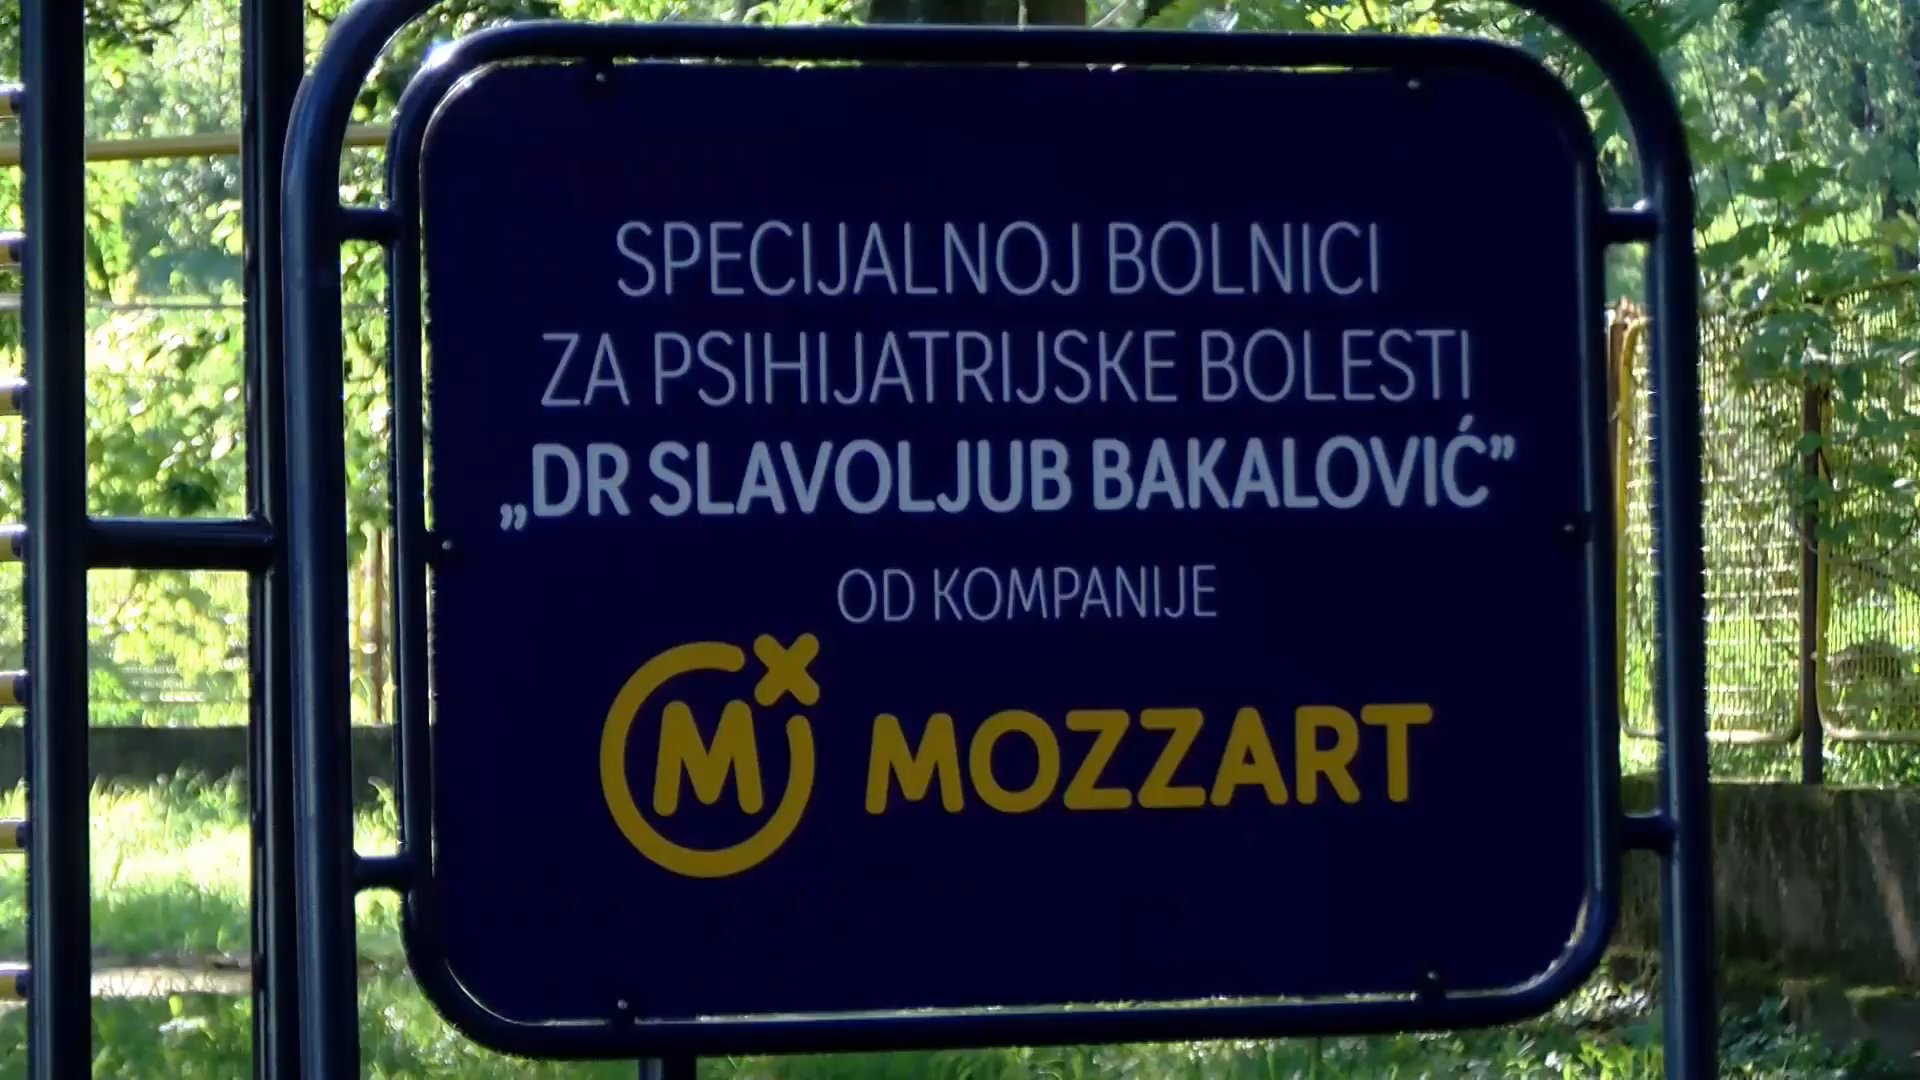 SPECIJALNOJ BOLNICI
ZA PSIHIJATRIJSKE BOLESTI
„DR SLAVOLJUB BAKALOVIĆ”
OD KOMPANIJE
M MOZZART